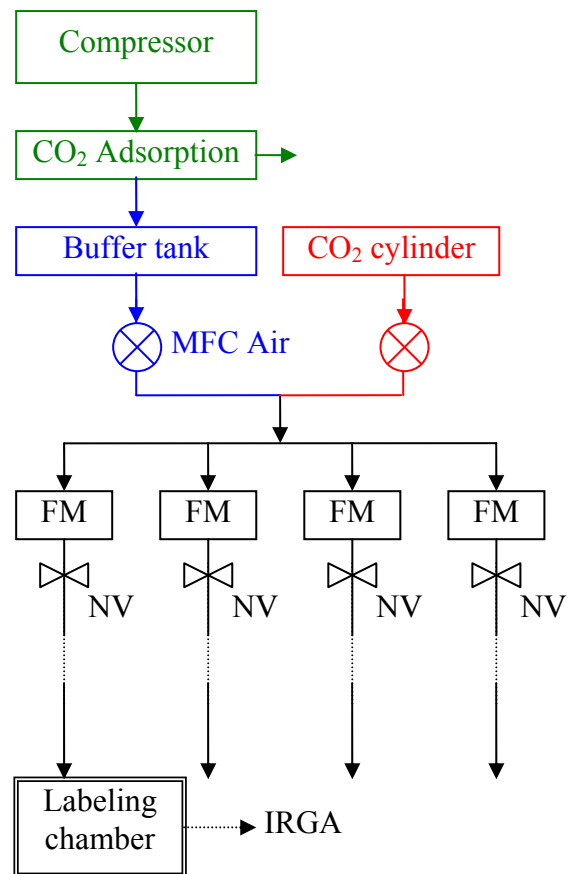 Compressor
CO₂ Adsorption
Buffer tank
CO₂ cylinder
MFC Air
FM
FM
FM
FM
NV
NV
NV
NV
Labeling
chamber
IRGA